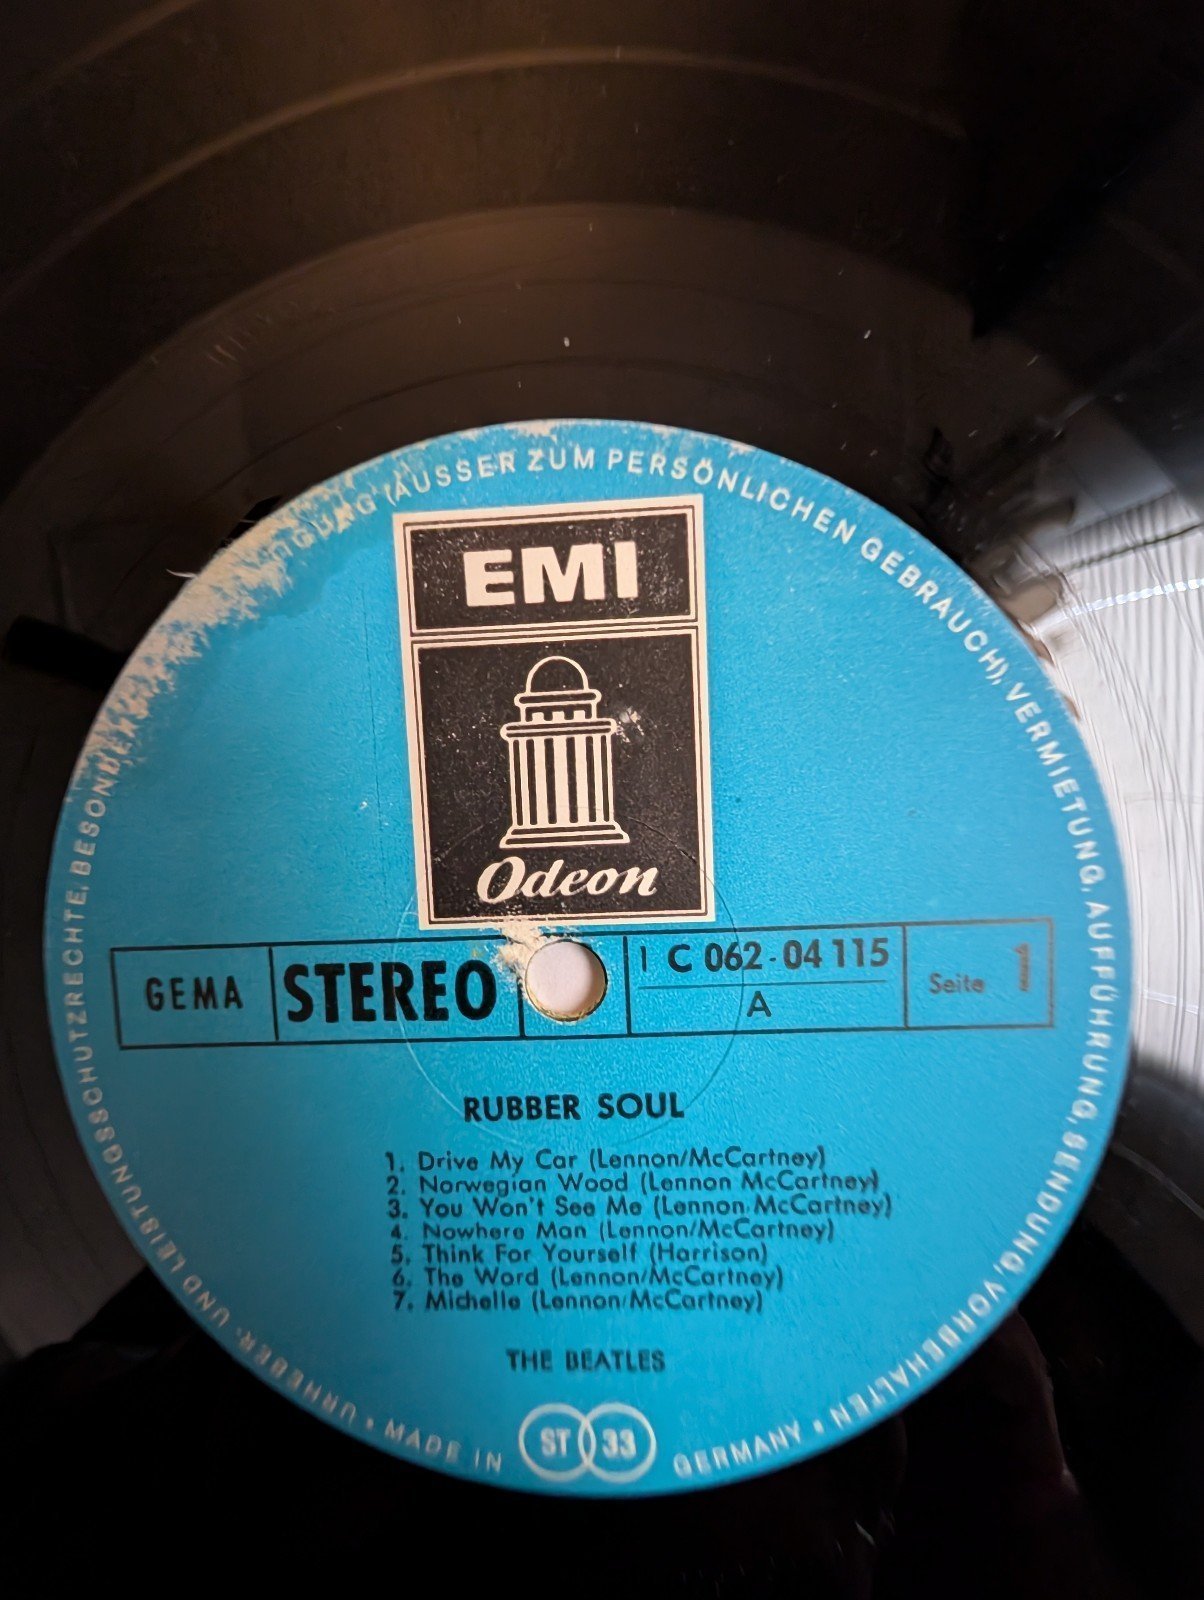 EMI
Odeon
GEMA
STEREO
1 C 062-04 115
A
Seite 1
RUBBER SOUL
1. Drive My Car (Lennon/McCartney)
2. Norwegian Wood (Lennon McCartney)
3. You Won't See Me (Lennon McCartney)
4. Nowhere Man (Lennon/McCartney)
5. Think For Yourself (Harrison)
6. The Word (Lennon/McCartney)
7. Michelle (Lennon/McCartney)
THE BEATLES
ST 33
MADE IN GERMANY • URHEBER- UND LEISTUNGSSCHUTZRECHTE, (AUSSER ZUM PERSÖNLICHEN GEBRAUCH), VERMIETUNG, AUFFÜHRUNG, SENDUNG, VORBEHALTEN •